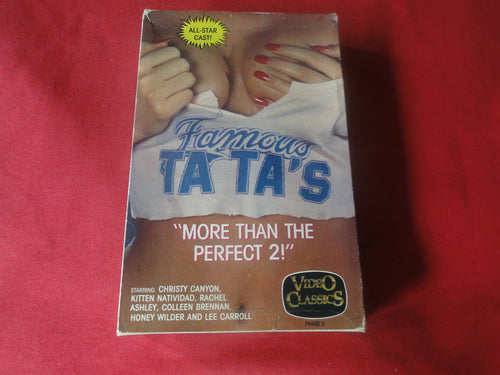 ALL-STAR
CAST!
Famous
TA TA'S
"MORE THAN THE
PERFECT 2!"
STARRING: CHRISTY CANYON,
KITTEN NATIVIDAD, RACHEL
ASHLEY, COLLEEN BRENNAN,
HONEY WILDER AND LEE CARROLL
VIDEO
CLASSICS
PHASE II